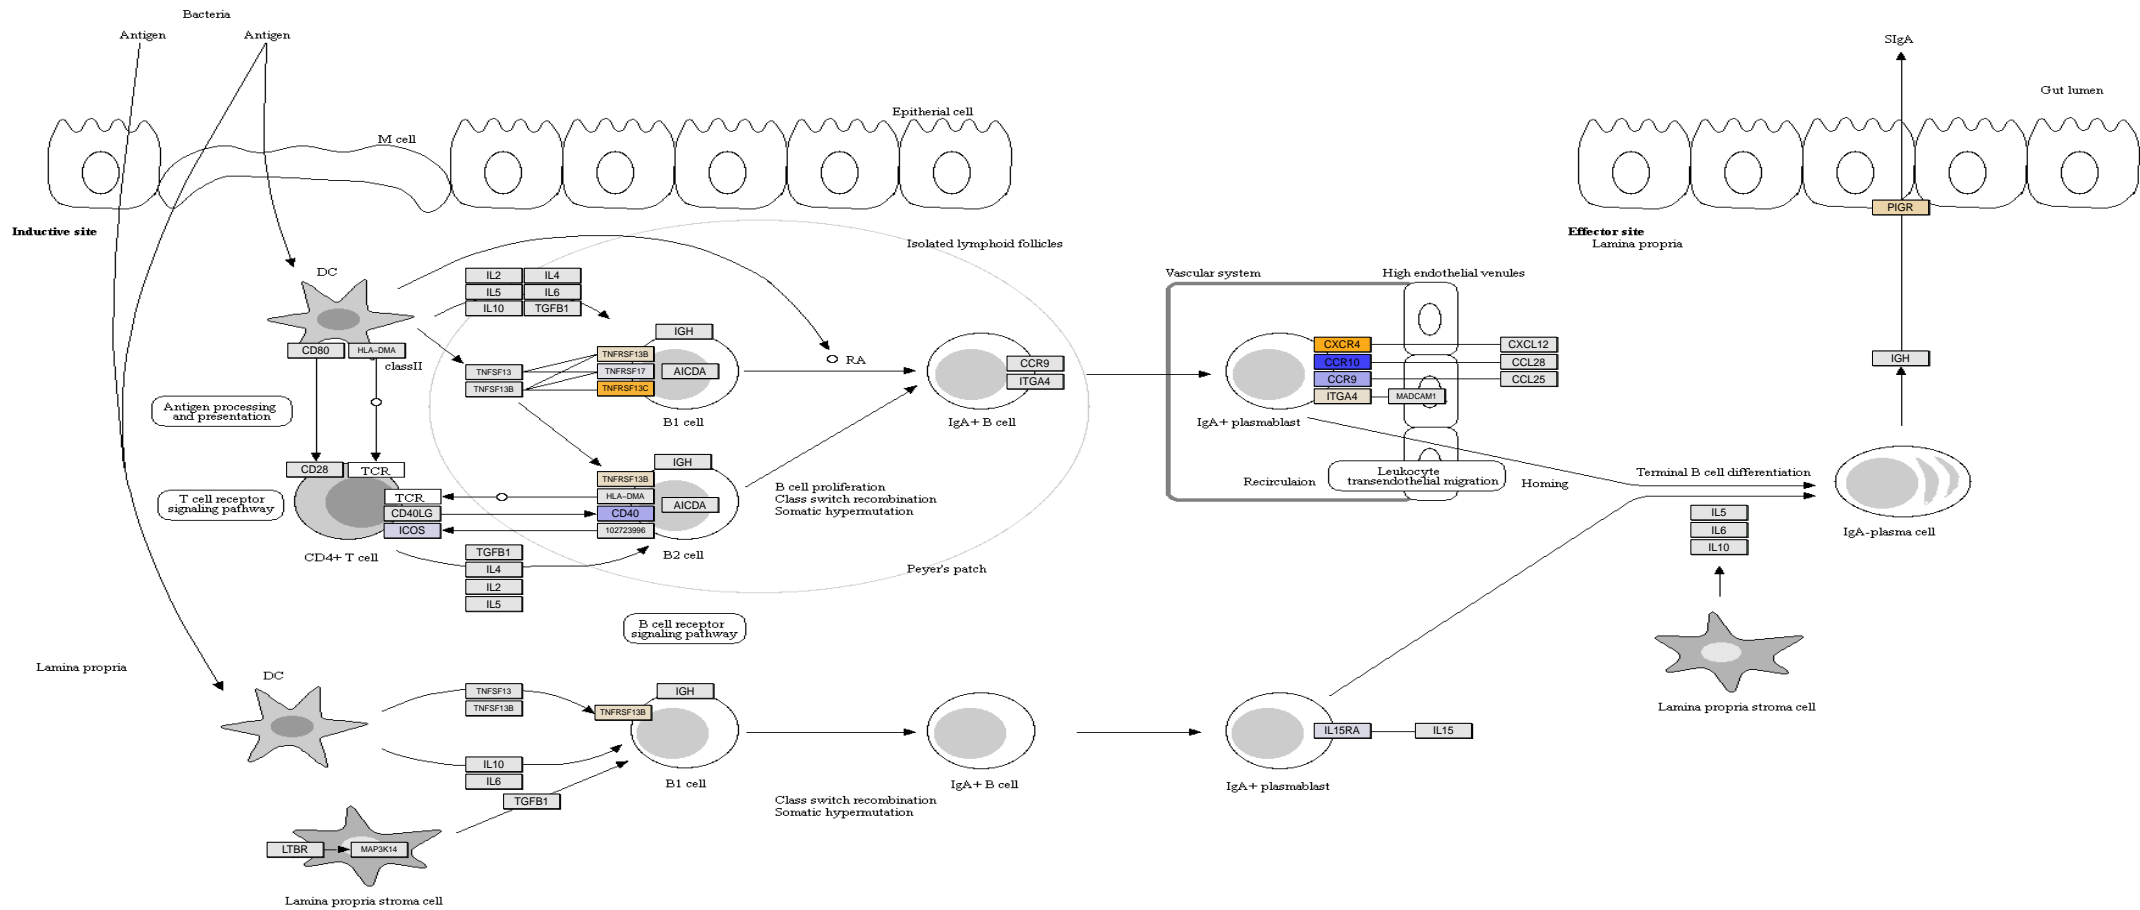 Bacteria
Antigen
Antigen
SIgA
Gut lumen
Epitherial cell
M cell
PIGR
Inductive site
Effector site
Lamina propria
Isolated lymphoid follicles
DC
IL2
IL4
IL5
IL6
IL10
TGFB1
Vascular system
High endothelial venules
CD80
HLA-DMA
classII
IGH
TNFRSF13B
TNFSF13
TNFRSF17
AICDA
TNFSF13B
TNFRSF13C
B1 cell
RA
CCR9
ITGA4
IgA+ B cell
CXCR4
CXCL12
CCR10
CCL28
CCR9
CCL25
ITGA4
MADCAM1
IgA+ plasmablast
IGH
Antigen processing
and presentation
CD28
TCR
TCR
CD40LG
ICOS
CD4+ T cell
T cell receptor
signaling pathway
IGH
TNFRSF13B
HLA-DMA
AICDA
CD40
102723996
B2 cell
TGFB1
IL4
IL2
IL5
B cell proliferation
Class switch recombination
Somatic hypermutation
Peyer's patch
Recirculaion
Leukocyte
transendothelial migration
Homing
Terminal B cell differentiation
IL5
IL6
IL10
IgA-plasma cell
B cell receptor
signaling pathway
Lamina propria
DC
TNFSF13
TNFSF13B
IGH
TNFRSF13B
IL10
IL6
TGFB1
B1 cell
Class switch recombination
Somatic hypermutation
IgA+ B cell
IL15RA
IL15
IgA+ plasmablast
Lamina propria stroma cell
LTBR
MAP3K14
Lamina propria stroma cell